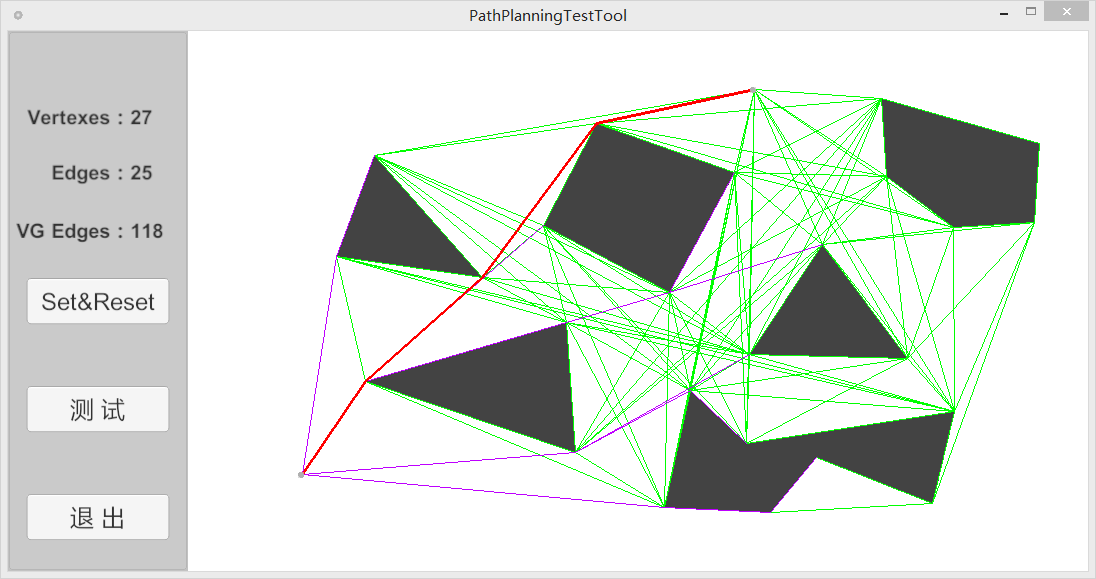 PathPlanningTestTool
Vertexes : 27
Edges : 25
VG Edges : 118
Set&Reset
测 试
退 出